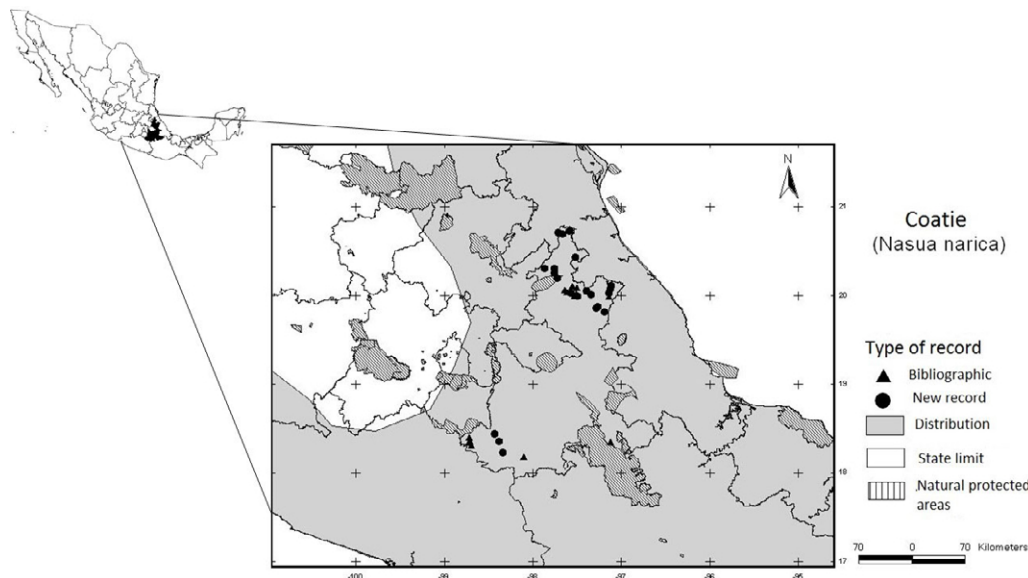 N
21
20
19
18
17
-100
-99
-98
-97
-96
-95
Coatie
(Nasua narica)
Type of record
Bibliographic
New record
Distribution
State limit
Natural protected
areas
70 0 70 Kilometers